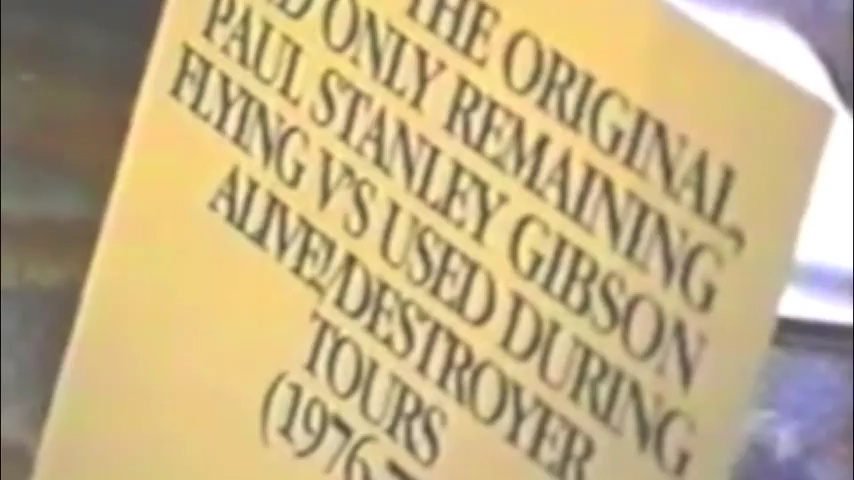 THE ORIGINAL,
ONLY REMAINING
PAUL STANLEY GIBSON
FLYING V'S USED DURING
ALIVE!/DESTROYER
TOURS
(1976-